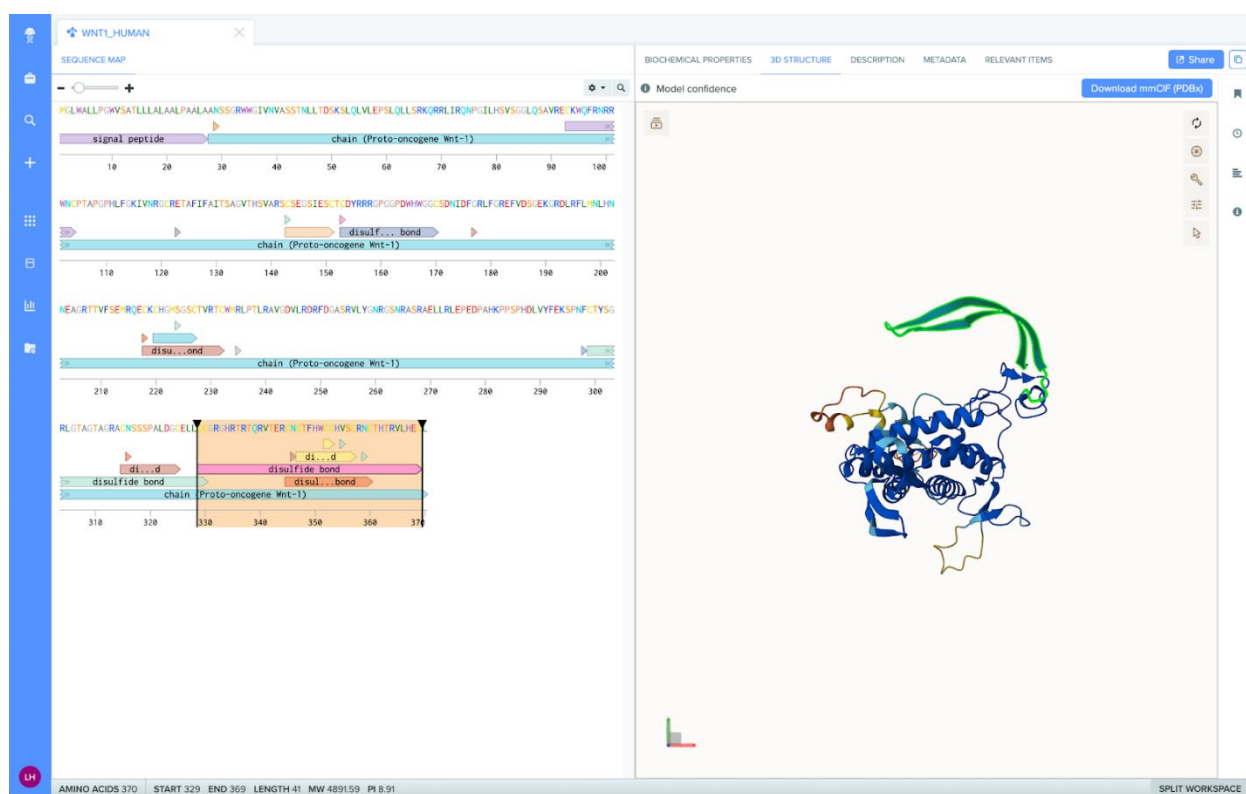 WNT1_HUMAN
SEQUENCE MAP
BIOCHEMICAL PROPERTIES 3D STRUCTURE DESCRIPTION METADATA RELEVANT ITEMS Share
Model confidence Download mmCIF (PDBx)
MGLWALLPGWVSATLLLALAALPAALAANSSGRWWGIVNVASSTNLLTDSKSLQLVLEPSLQLLSRKQRRLIRQNPGILHSVSGGLQSAVRECKWQFRNRR
signal peptide chain (Proto-oncogene Wnt-1)
10 20 30 40 50 60 70 80 90 100
WNCPTAPGPHLFGKIVNRGCRETAFIFAITSAGVTHSVARSCSEGSIESCTCDYRRRGPGGPDWHWGGCSDNIDFGRLFGREFVDSGEKGRDLRFLMNLHN
disulf... bond
chain (Proto-oncogene Wnt-1)
110 120 130 140 150 160 170 180 190 200
NEAGRTTVFSEMRQECKCHGMSGSCTVRTCWMRLPTLRAVGDVLRDRFDGASRVLYGNRGSNRASRAELLRLEPEDPAHKPPSPHDLVYFEKSPNFCTYSG
disu...ond
chain (Proto-oncogene Wnt-1)
210 220 230 240 250 260 270 280 290 300
RLGTAGTAGRACNSSSPALDGCELLCCGRGHRTRTQRVTERCNCTFHWCCHVSCRNCTHTRVLHECL
di...d
di...d disulfide bond
disulfide bond disul...bond
chain (Proto-oncogene Wnt-1)
310 320 330 340 350 360 370
LH
AMINO ACIDS 370 START 329 END 369 LENGTH 41 MW 4891.59 PI 8.91 SPLIT WORKSPACE